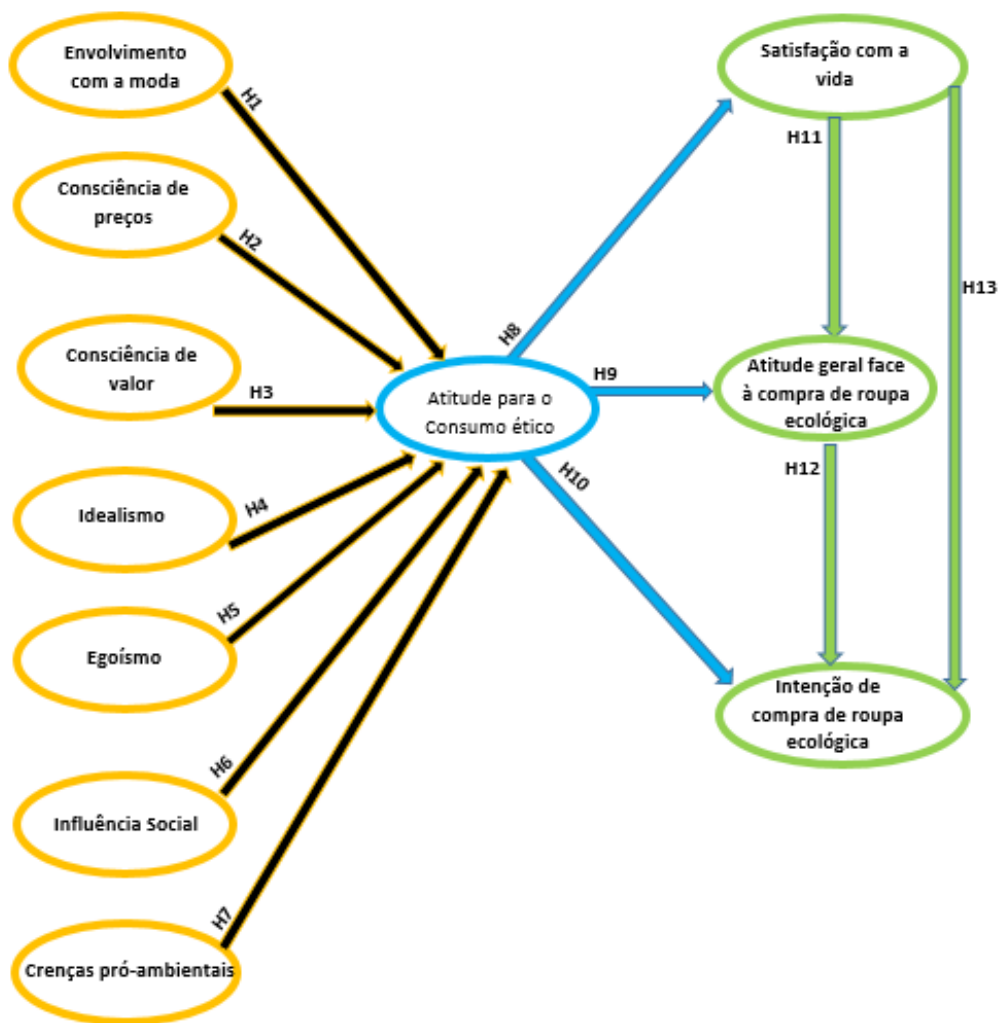 Envolvimento
com a moda
H1
Consciência de
preços
H2
Consciência de
valor
H3
Idealismo
H4
Egoísmo
H5
Influência Social
H6
Crenças pró-ambientais
H7
Atitude para o
Consumo ético
H8
H9
H10
Satisfação com a
vida
H11
H13
Atitude geral face
à compra de roupa
ecológica
H12
Intenção de
compra de roupa
ecológica